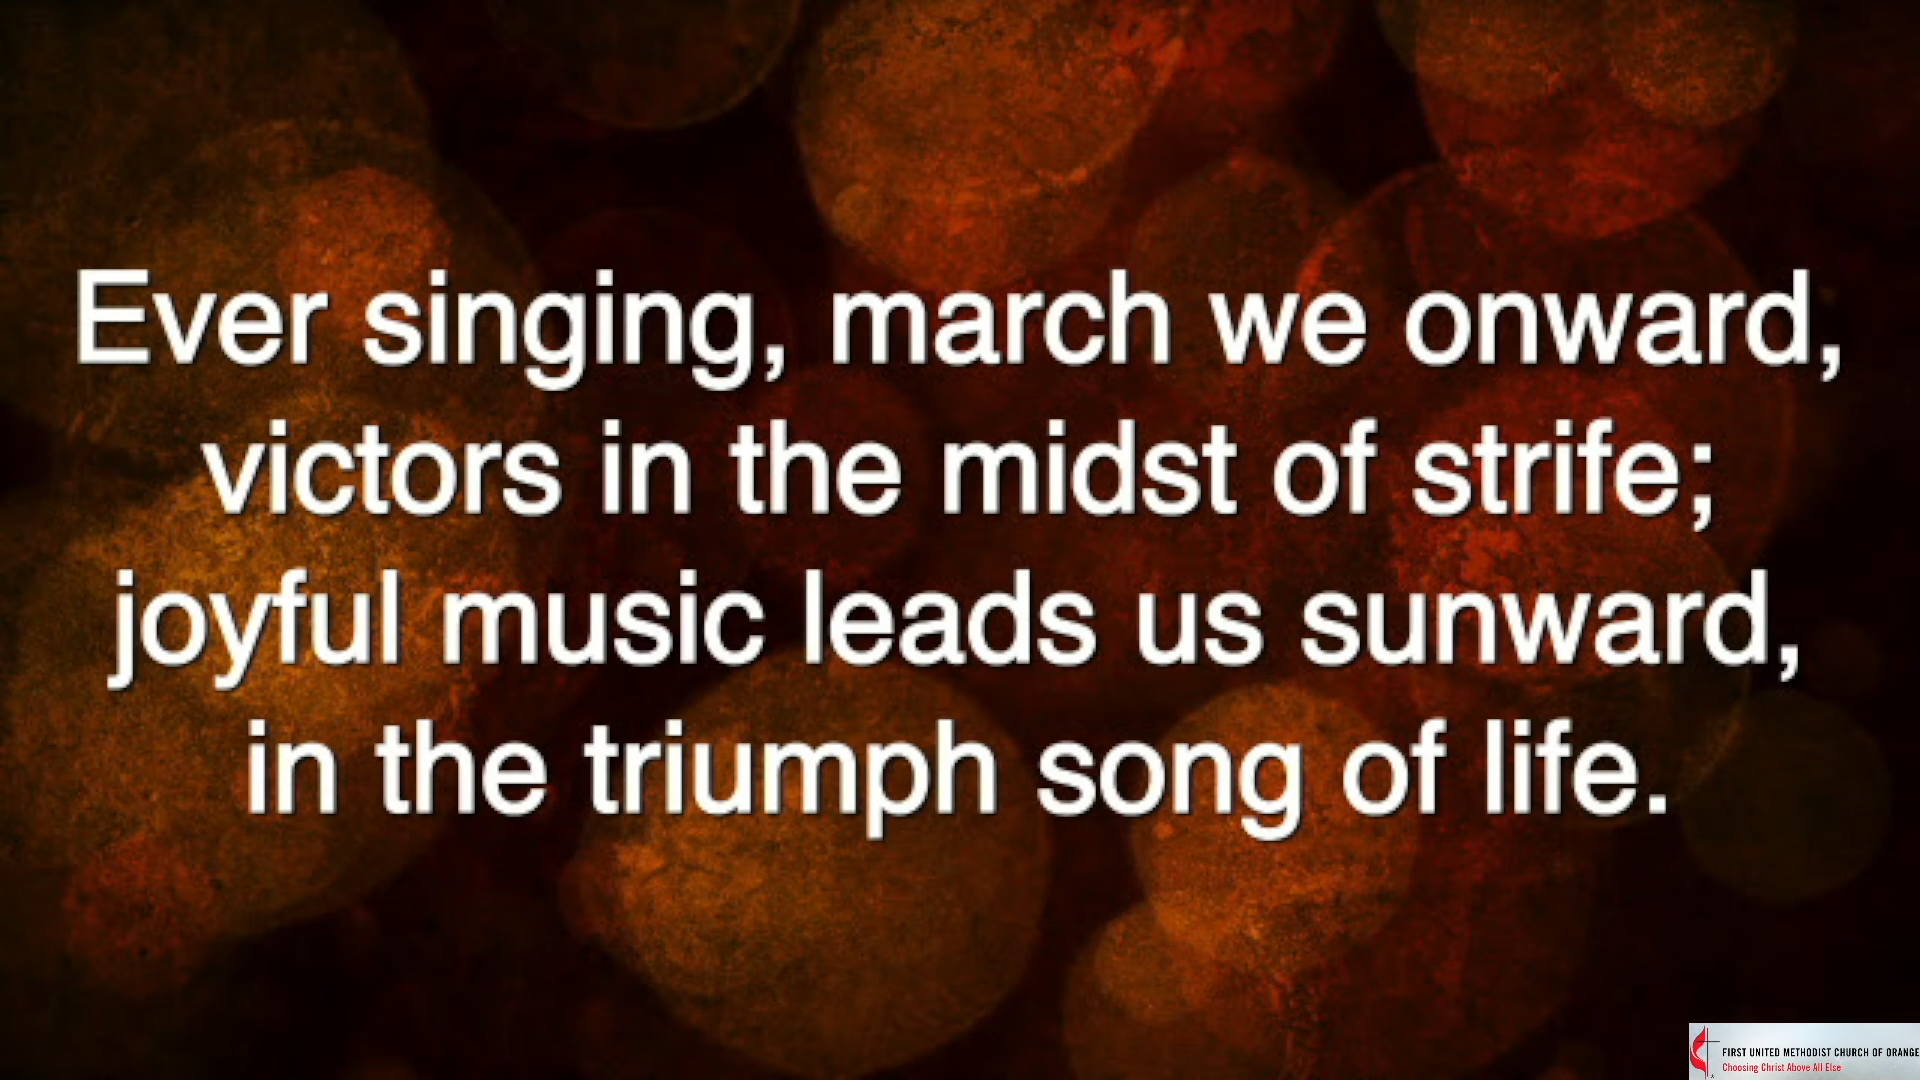 Ever singing, march we onward,
victors in the midst of strife;
joyful music leads us sunward,
in the triumph song of life.
FIRST UNITED METHODIST CHURCH OF ORANGE
Choosing Christ Above All Else